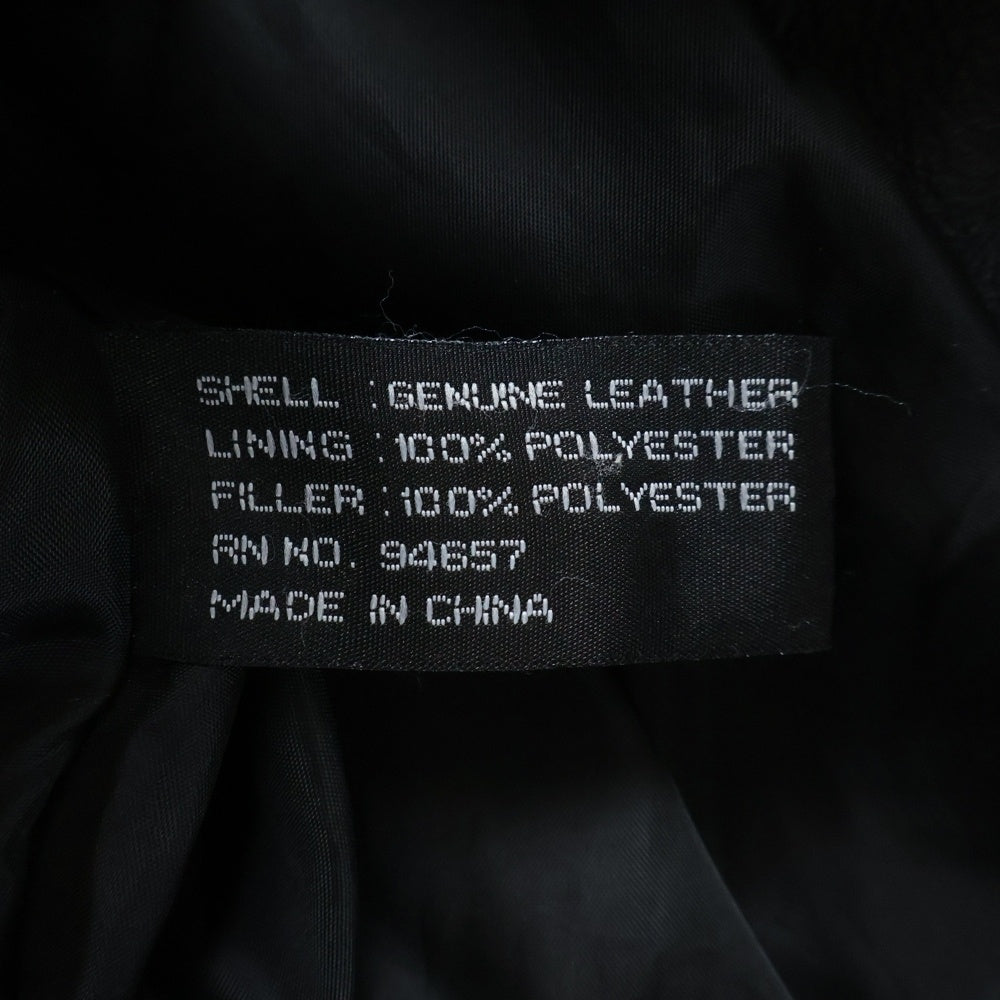 SHELL : GENUINE LEATHER
LINING : 100% POLYESTER
FILLER : 100% POLYESTER
RN NO. 94657
MADE IN CHINA